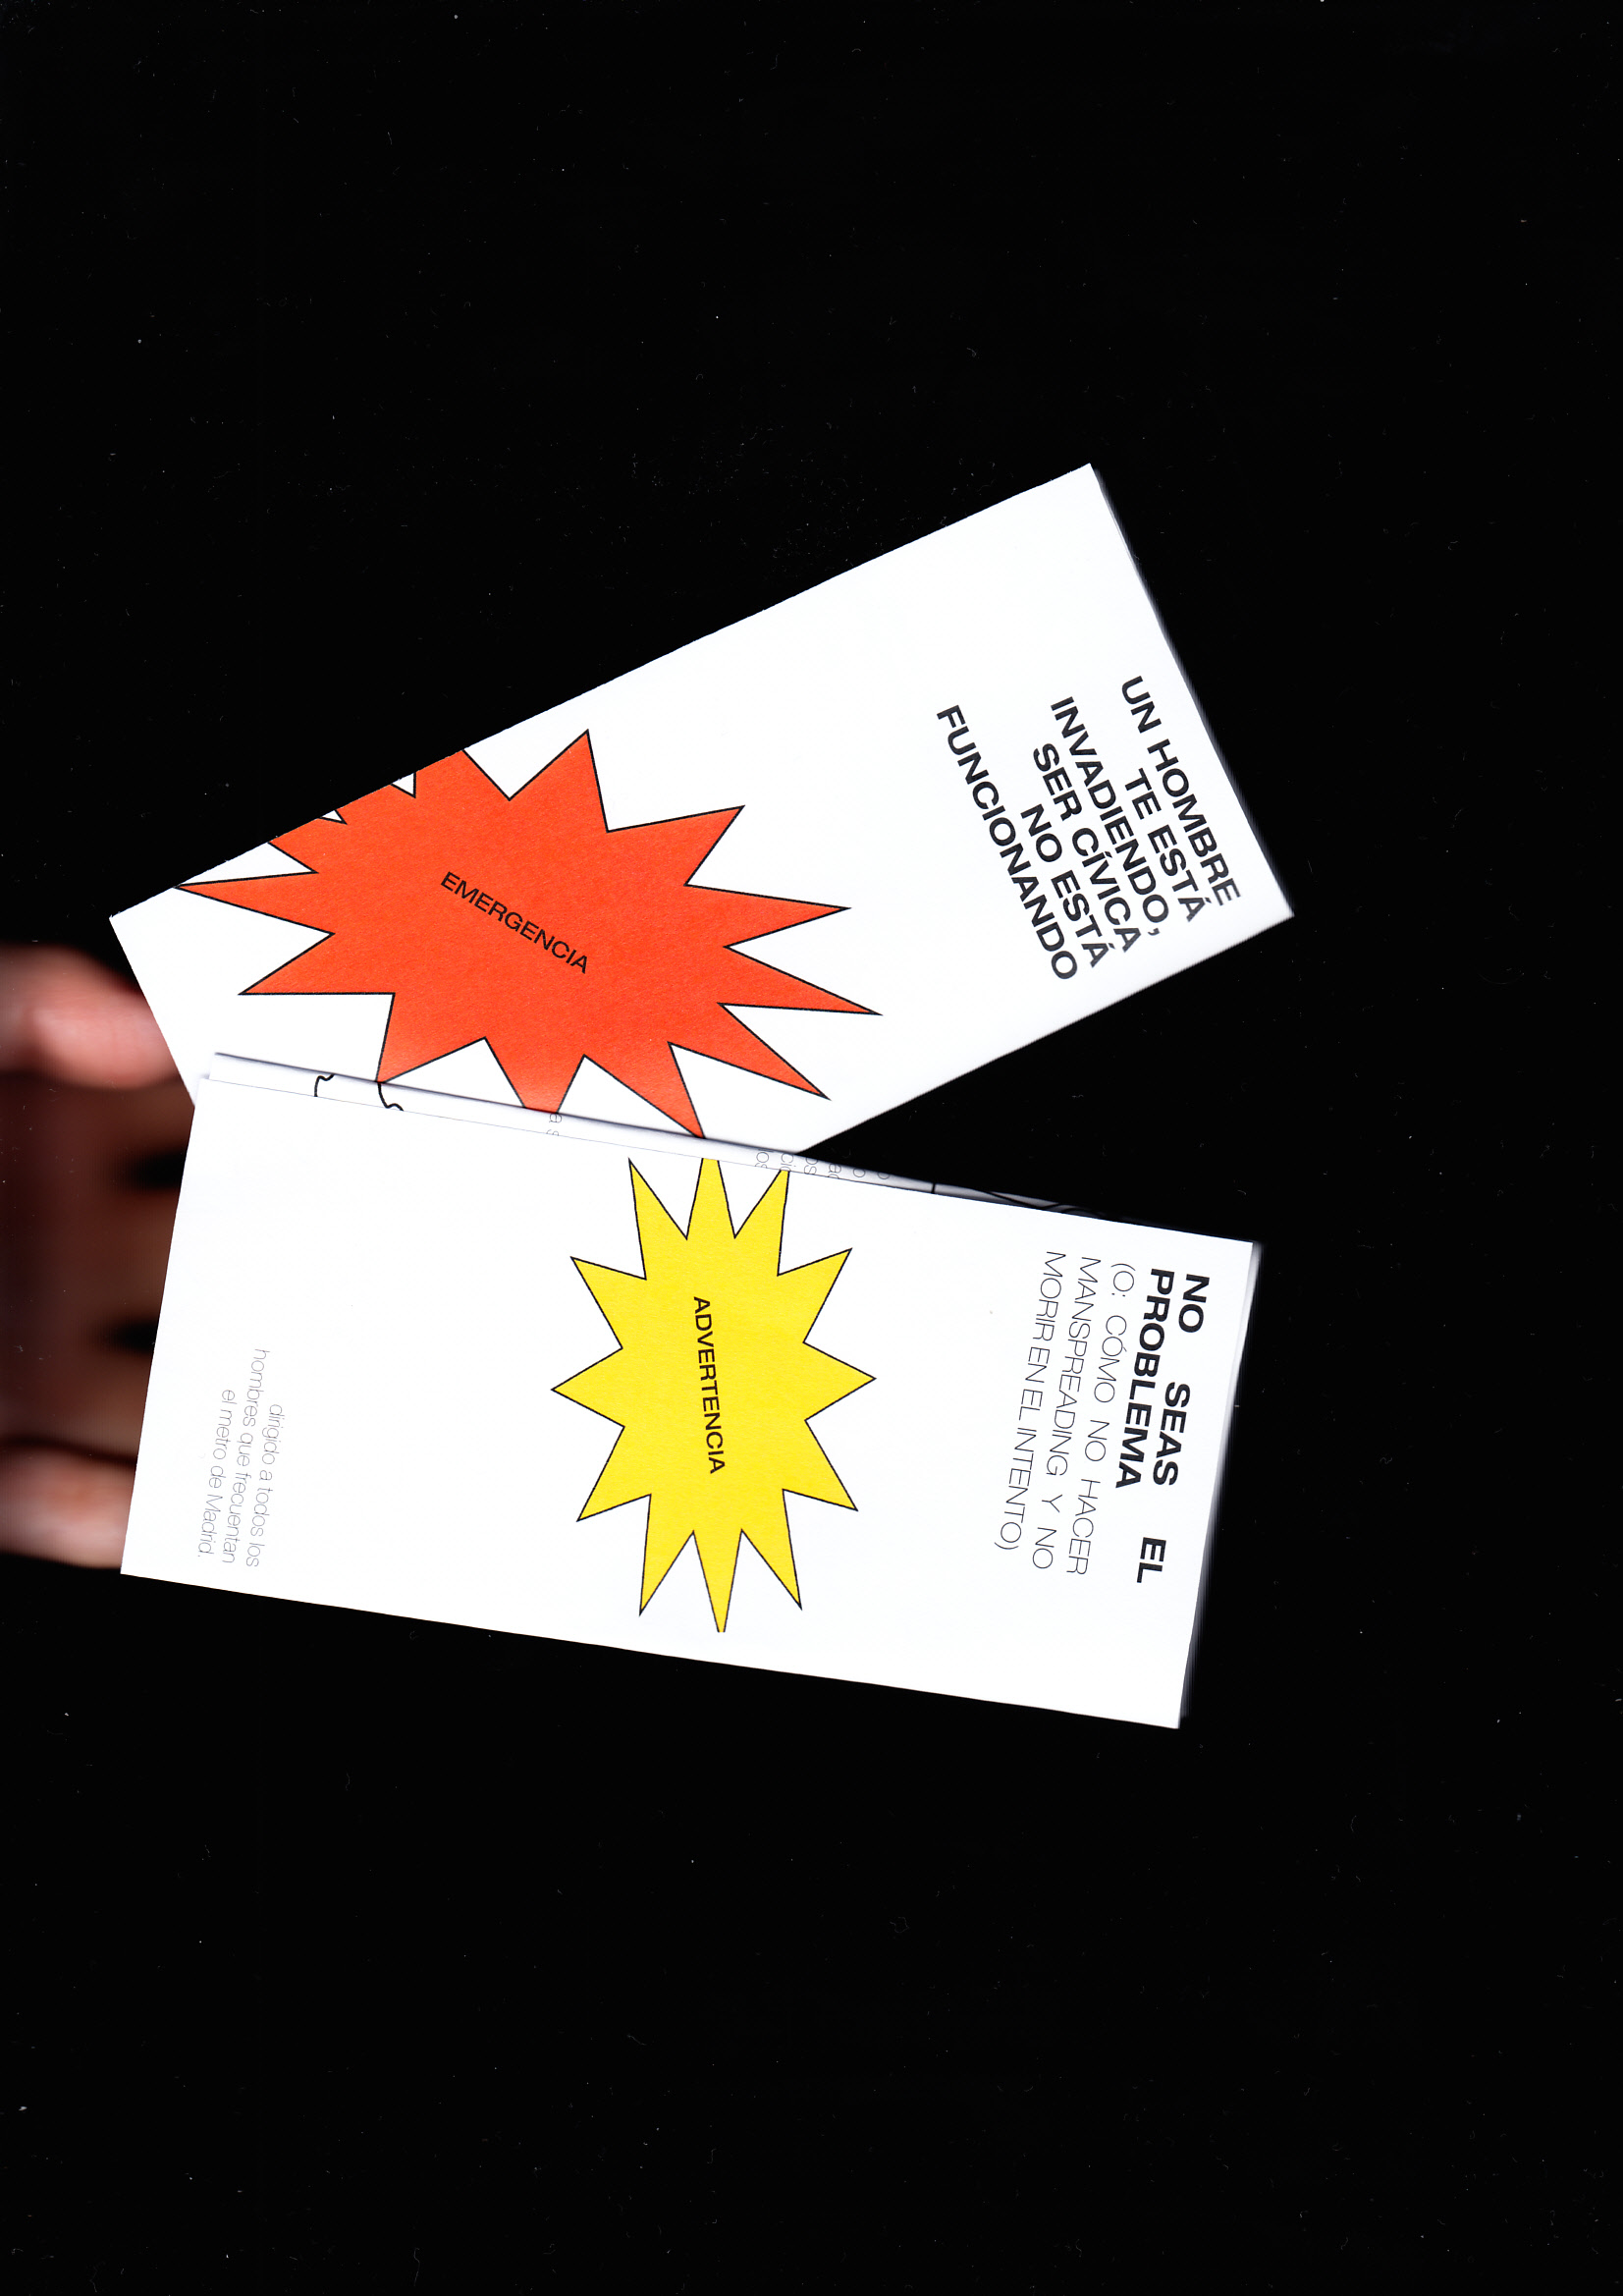 UN HOMBRE
TE ESTÁ
INVADIENDO,
SER CÍVICA
NO ESTÁ
FUNCIONANDO
EMERGENCIA
NO SEAS EL
PROBLEMA
(O: CÓMO NO HACER
MANSPREADING Y NO
MORIR EN EL INTENTO)
ADVERTENCIA
dirigido a todos los
hombres que frecuentan
el metro de Madrid.